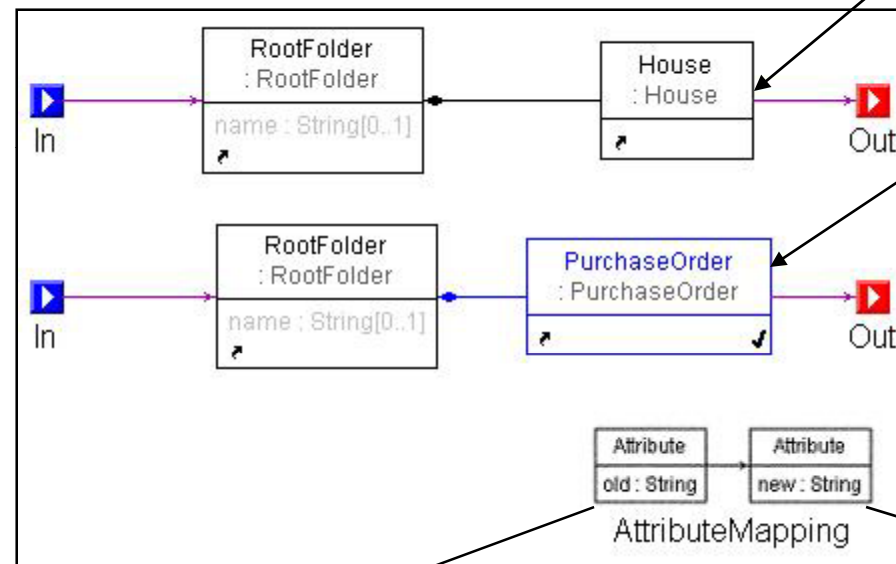 RootFolder
: RootFolder
name : String[0..1]
House
: House
In
Out
RootFolder
: RootFolder
name : String[0..1]
PurchaseOrder
: PurchaseOrder
In
Out
Attribute
old : String
Attribute
new : String
AttributeMapping